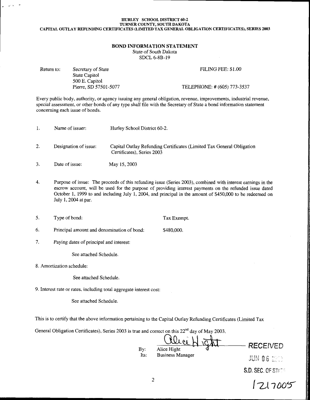 HURLEY SCHOOL DISTRICT 60-2
TURNER COUNTY, SOUTH DAKOTA
CAPITAL OUTLAY REFUNDING CERTIFICATES (LIMITED TAX GENERAL OBLIGATION CERTIFICATES), SERIES 2003
BOND INFORMATION STATEMENT
State of South Dakota
SDCL 6-8B-19
Return to: Secretary of State FILING FEE: $1.00
State Capitol
500 E. Capitol
Pierre, SD 57501-5077 TELEPHONE: # (605) 773-3537
Every public body, authority, or agency issuing any general obligation, revenue, improvements, industrial revenue,
special assessment, or other bonds of any type shall file with the Secretary of State a bond information statement
concerning each issue of bonds.
1. Name of issuer: Hurley School District 60-2.
2. Designation of issue: Capital Outlay Refunding Certificates (Limited Tax General Obligation
Certificates), Series 2003
3. Date of issue: May 15, 2003
4. Purpose of issue: The proceeds of this refunding issue (Series 2003), combined with interest earnings in the
escrow account, will be used for the purpose of providing interest payments on the refunded issue dated
October 1, 1999 to and including July 1, 2004, and principal in the amount of $450,000 to be redeemed on
July 1, 2004 at par.
5. Type of bond: Tax Exempt.
6. Principal amount and denomination of bond: $480,000.
7. Paying dates of principal and interest:
See attached Schedule.
8. Amortization schedule:
See attached Schedule.
9. Interest rate or rates, including total aggregate interest cost:
See attached Schedule.
This is to certify that the above information pertaining to the Capital Outlay Refunding Certificates (Limited Tax
General Obligation Certificates), Series 2003 is true and correct on this 22nd day of May 2003.
Alice Hight
By: Alice Hight
Its: Business Manager
RECEIVED
JUN 06
S.D. SEC. OF
2
1217005